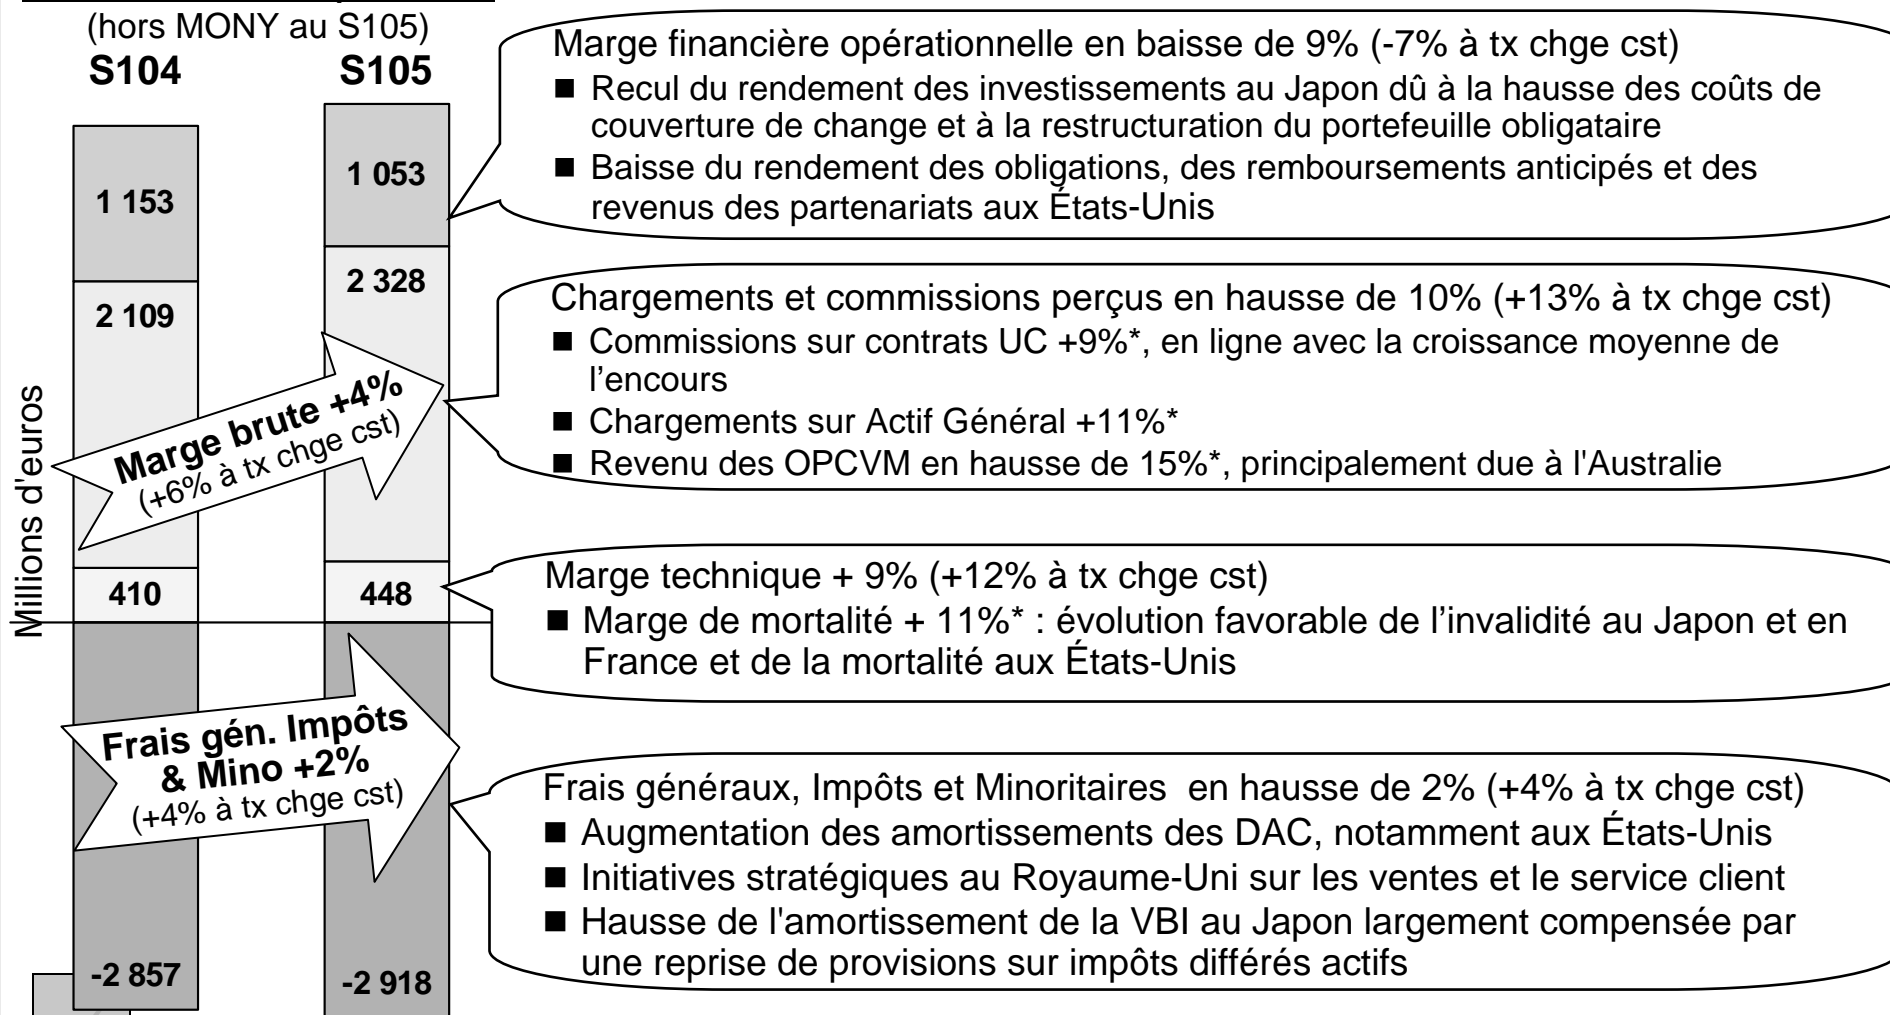 (hors MONY au S105)
S104
S105
1 153
1 053
2 109
2 328
410
448
-2 857
-2 918
Millions d'euros
Marge brute +4%
(+6% à tx chge cst)
Frais gén. Impôts
& Mino +2%
(+4% à tx chge cst)
Marge financière opérationnelle en baisse de 9% (-7% à tx chge cst)
■ Recul du rendement des investissements au Japon dû à la hausse des coûts de
couverture de change et à la restructuration du portefeuille obligataire
■ Baisse du rendement des obligations, des remboursements anticipés et des
revenus des partenariats aux États-Unis
Chargements et commissions perçus en hausse de 10% (+13% à tx chge cst)
■ Commissions sur contrats UC +9%*, en ligne avec la croissance moyenne de
l’encours
■ Chargements sur Actif Général +11%*
■ Revenu des OPCVM en hausse de 15%*, principalement due à l'Australie
Marge technique + 9% (+12% à tx chge cst)
■ Marge de mortalité + 11%* : évolution favorable de l’invalidité au Japon et en
France et de la mortalité aux États-Unis
Frais généraux, Impôts et Minoritaires  en hausse de 2% (+4% à tx chge cst)
■ Augmentation des amortissements des DAC, notamment aux États-Unis
■ Initiatives stratégiques au Royaume-Uni sur les ventes et le service client
■ Hausse de l'amortissement de la VBI au Japon largement compensée par
une reprise de provisions sur impôts différés actifs